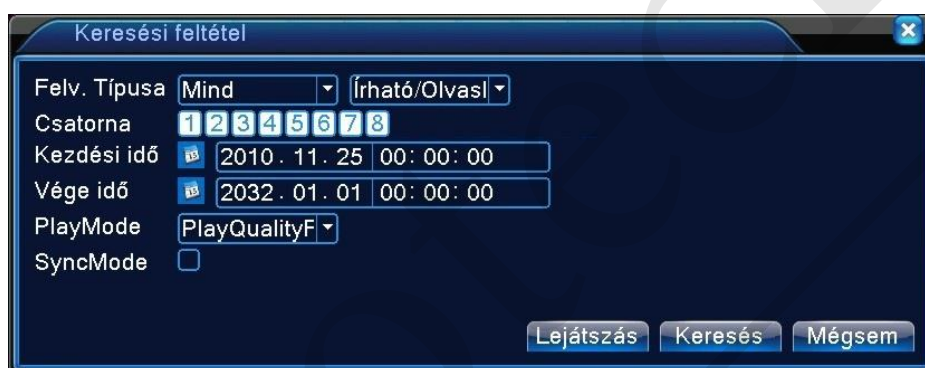 Keresési feltétel
Felv. Típusa Mind Írható/Olvasl
Csatorna 1 2 3 4 5 6 7 8
Kezdési idő 2010. 11. 25 00: 00: 00
Vége idő 2032. 01. 01 00: 00: 00
PlayMode PlayQualityF
SyncMode
Lejátszás Keresés Mégsem